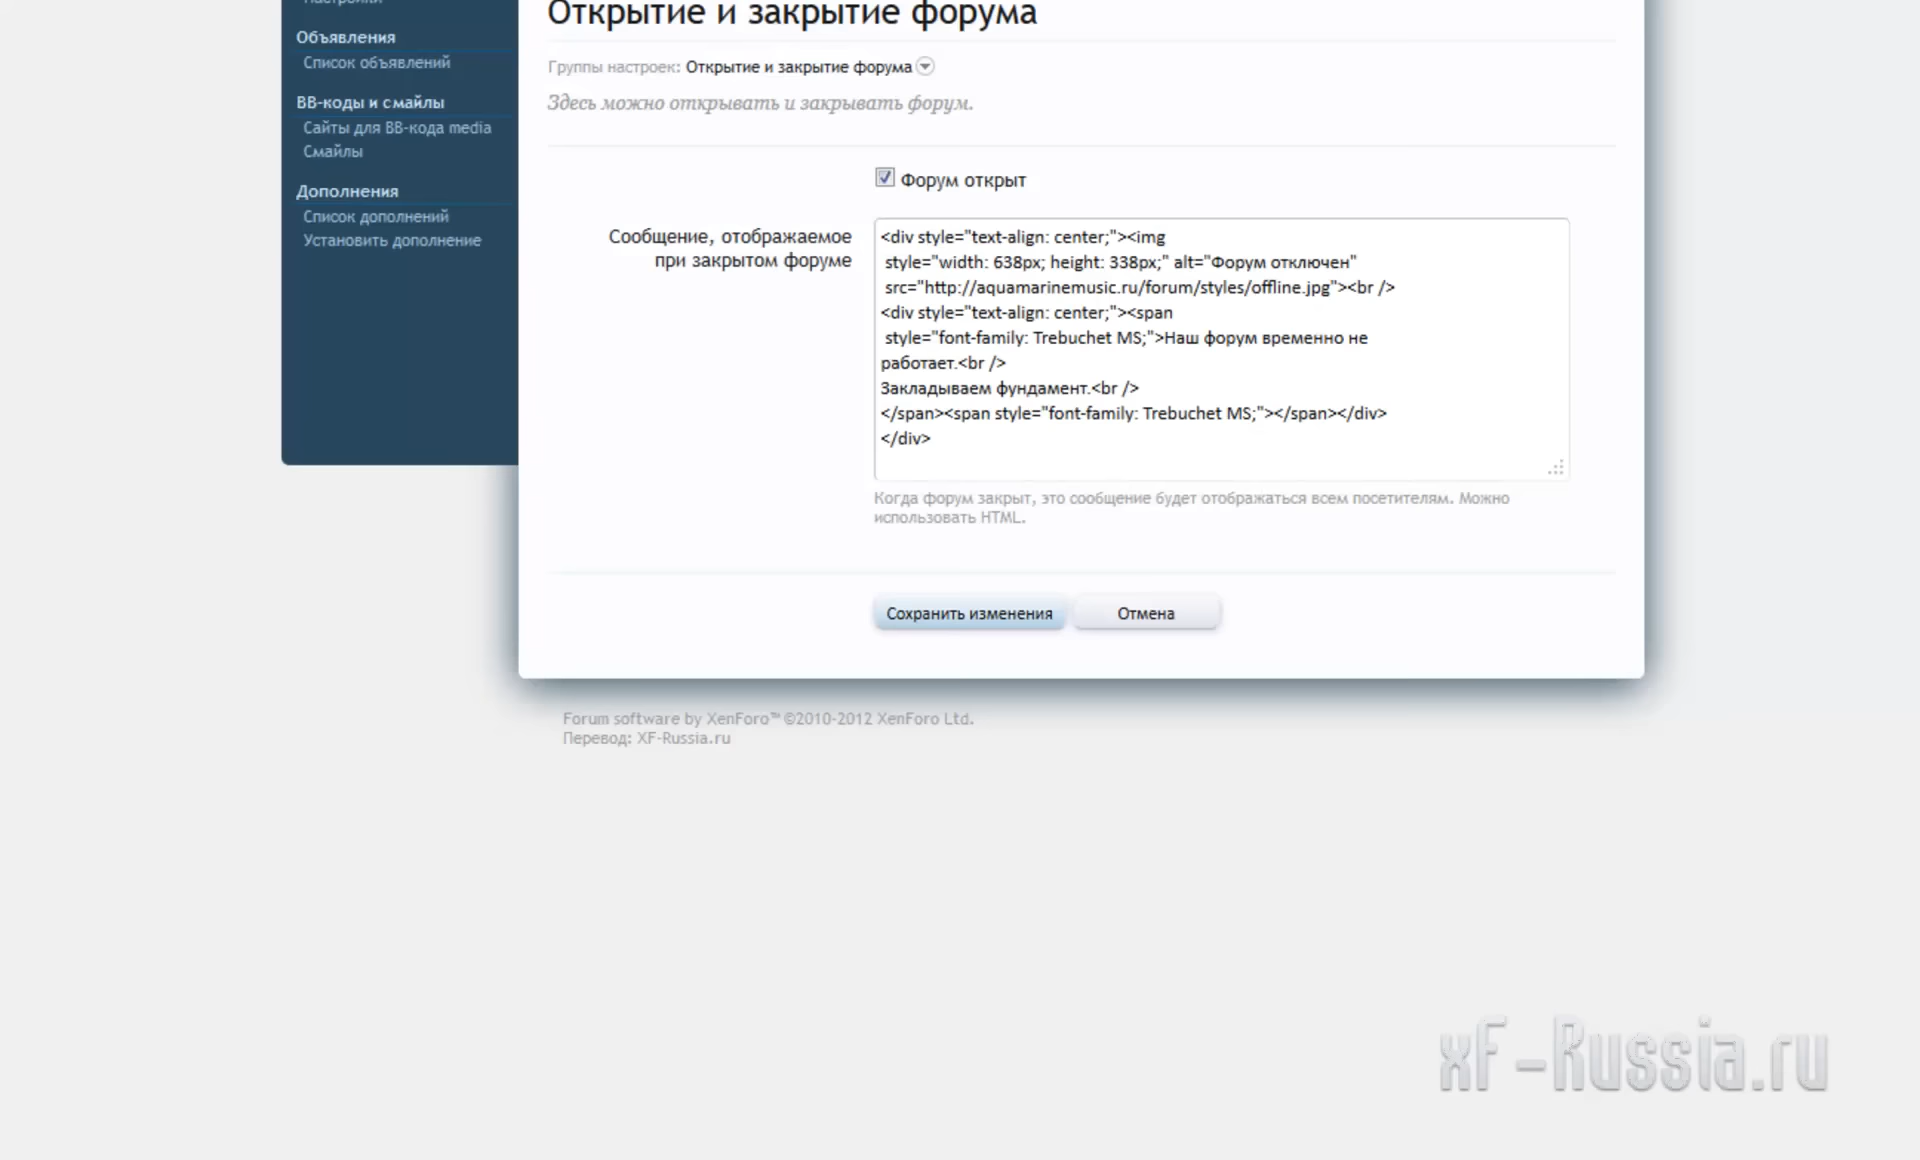 Настройки
Объявления
Список объявлений
BB-коды и смайлы
Сайты для BB-кода media
Смайлы
Дополнения
Список дополнений
Установить дополнение
Открытие и закрытие форума
Группы настроек: Открытие и закрытие форума
Здесь можно открывать и закрывать форум.
Форум открыт
Сообщение, отображаемое
при закрытом форуме
<div style="text-align: center;"><img
style="width: 638px; height: 338px;" alt="Форум отключен"
src="http://aquamarinemusic.ru/forum/styles/offline.jpg"><br />
<div style="text-align: center;"><span
style="font-family: Trebuchet MS;">Наш форум временно не
работает.<br />
Закладываем фундамент.<br />
</span><span style="font-family: Trebuchet MS;"></span></div>
</div>
Когда форум закрыт, это сообщение будет отображаться всем посетителям. Можно
использовать HTML.
Сохранить изменения
Отмена
Forum software by XenForo™ ©2010-2012 XenForo Ltd.
Перевод: XF-Russia.ru
xF-Russia.ru